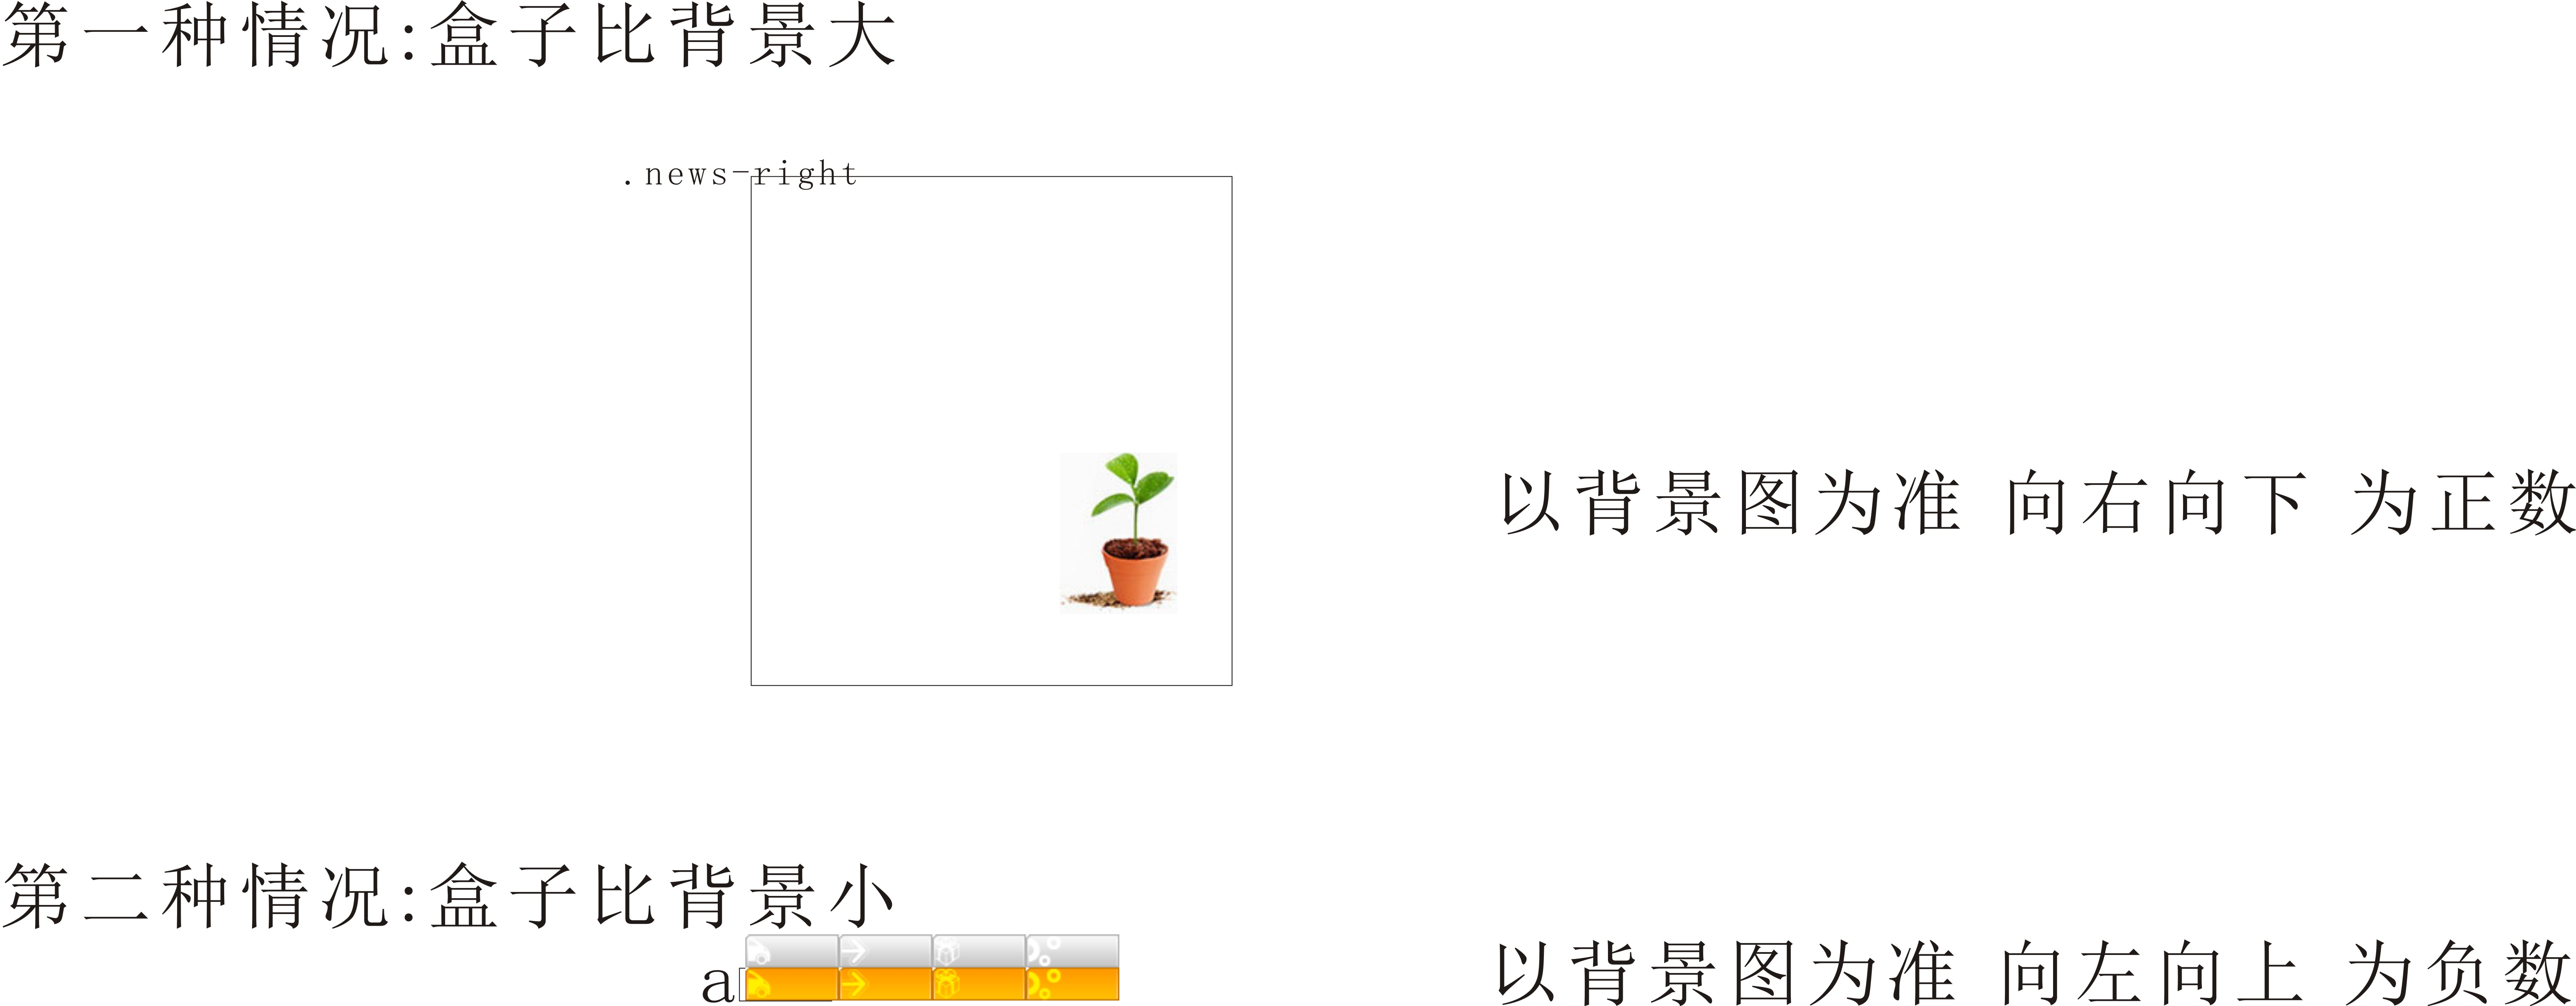 第一种情况:盒子比背景大
.news-right
以背景图为准 向右向下 为正数
第二种情况:盒子比背景小
a
以背景图为准 向左向上 为负数